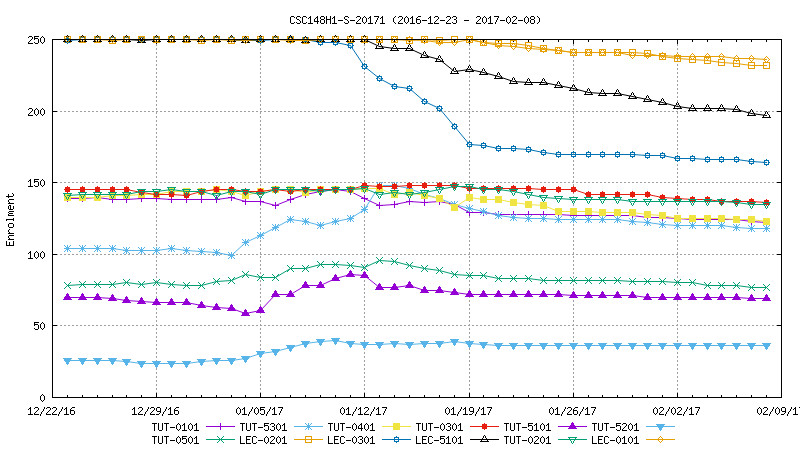 CSC148H1-S-20171 (2016-12-23 - 2017-02-08)
250
200
150
100
50
0
Enrolment
12/22/16 12/29/16 01/05/17 01/12/17 01/19/17 01/26/17 02/02/17 02/09/1
TUT-0101 TUT-5301 TUT-0401 TUT-0301 TUT-5101 TUT-5201
TUT-0501 LEC-0201 LEC-0301 LEC-5101 TUT-0201 LEC-0101